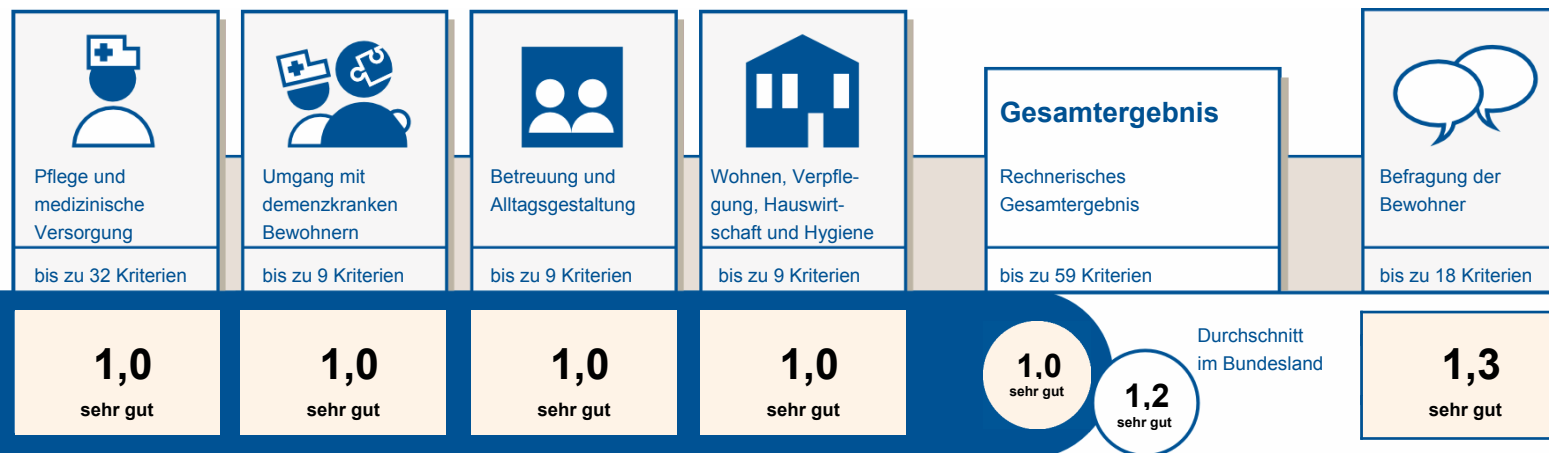 Pflege und
medizinische
Versorgung
bis zu 32 Kriterien
1,0
sehr gut
Umgang mit
demenzkranken
Bewohnern
bis zu 9 Kriterien
1,0
sehr gut
Betreuung und
Alltagsgestaltung
bis zu 9 Kriterien
1,0
sehr gut
Wohnen, Verpfle-
gung, Hauswirt-
schaft und Hygiene
bis zu 9 Kriterien
1,0
sehr gut
Gesamtergebnis
Rechnerisches
Gesamtergebnis
bis zu 59 Kriterien
1,0
sehr gut
1,2
sehr gut
Durchschnitt
im Bundesland
Befragung der
Bewohner
bis zu 18 Kriterien
1,3
sehr gut